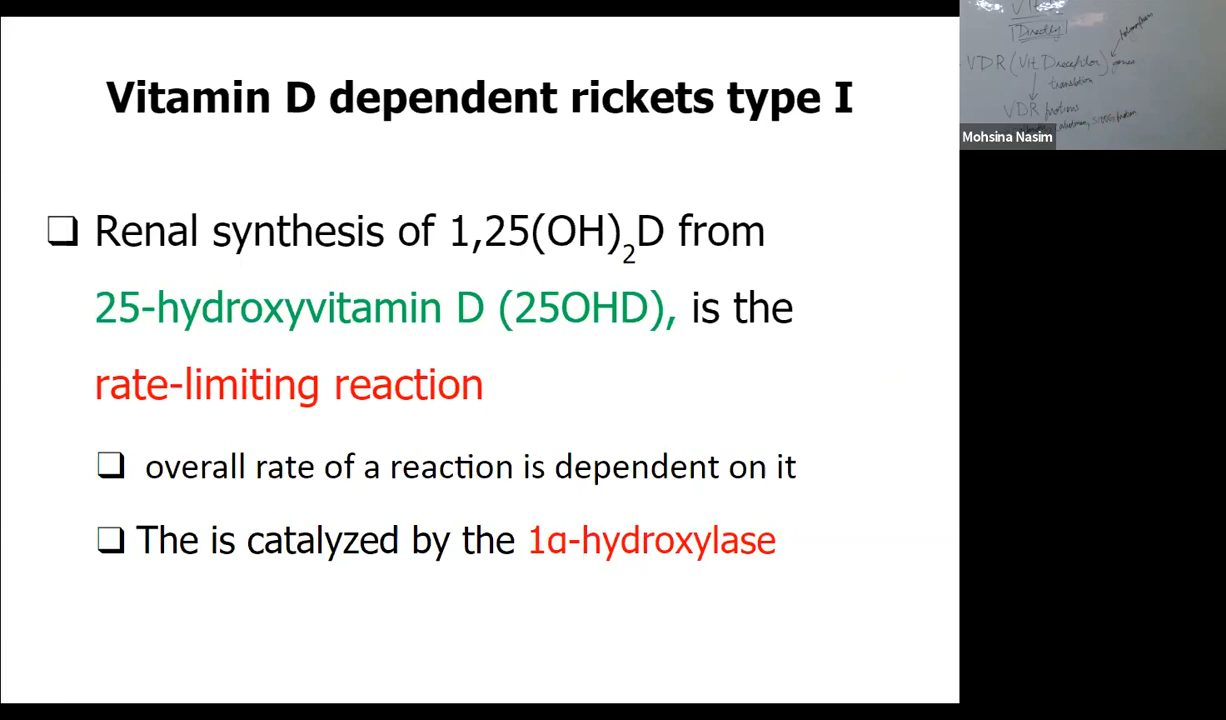 Vitamin D dependent rickets type I
❑ Renal synthesis of 1,25(OH)₂D from
25-hydroxyvitamin D (25OHD), is the
rate-limiting reaction
❑ overall rate of a reaction is dependent on it
❑ The is catalyzed by the 1α-hydroxylase
Directly
VDR (Vit D receptor)
translation
VDR proteins
Mohsina Nasim